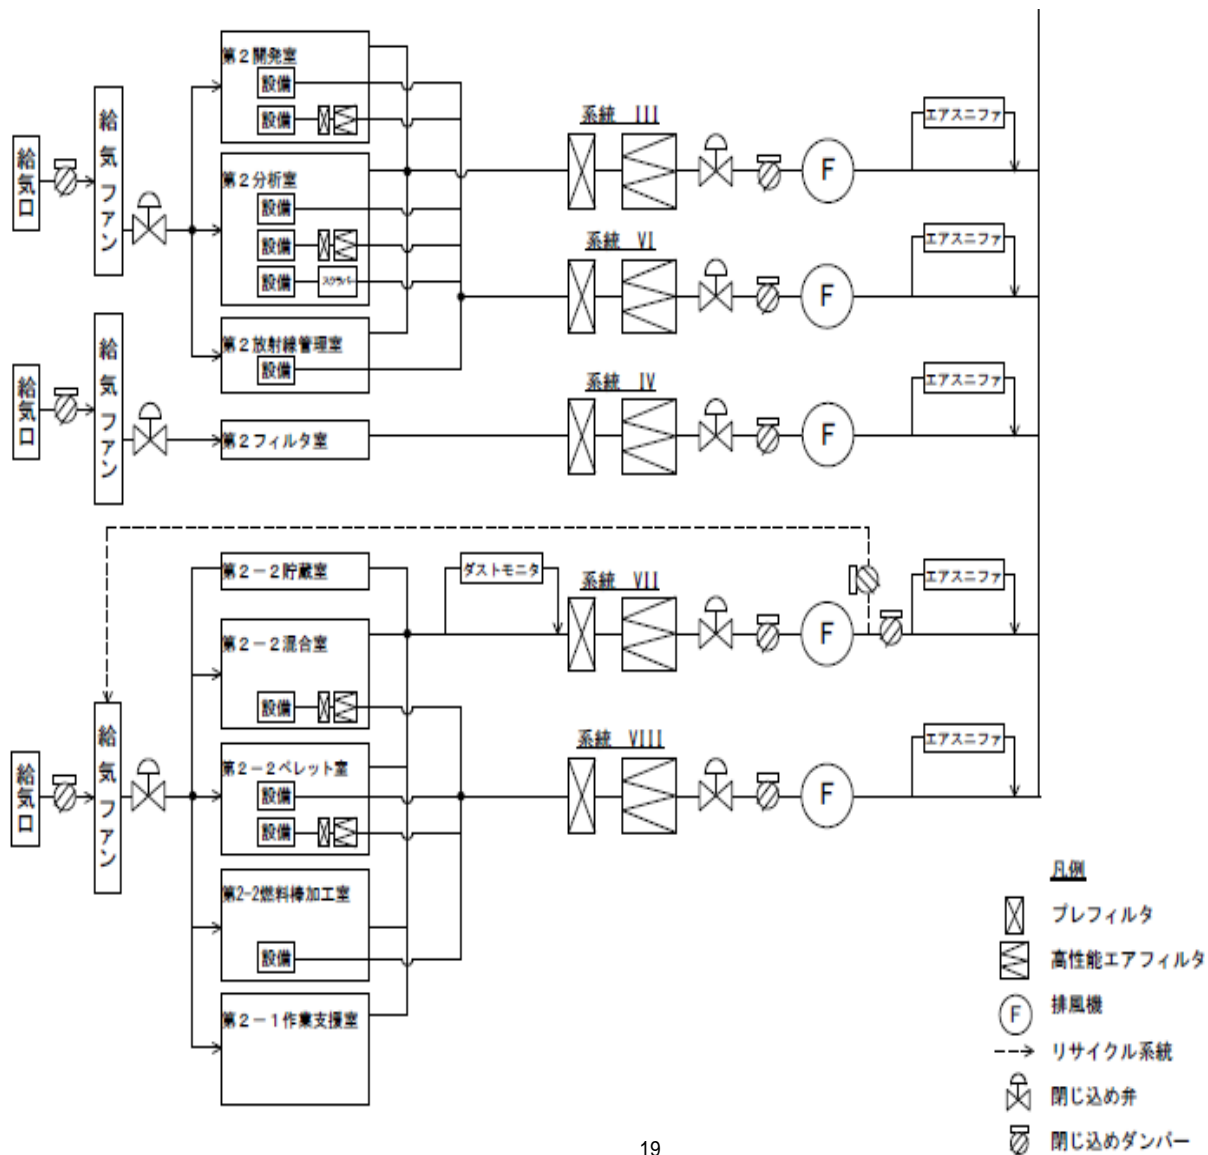 給気口
給気ファン
第２開発室
設備
設備
第２分析室
設備
設備
設備
スクラバー
第２放射線管理室
設備
系統 III
F
エアスニファ
系統 VI
F
エアスニファ
給気口
給気ファン
第２フィルタ室
系統 IV
F
エアスニファ
給気口
給気ファン
第２－２貯蔵室
第２－２混合室
設備
第２－２ペレット室
設備
設備
第2-2燃料棒加工室
設備
第２－１作業支援室
ダストモニタ
系統 VII
F
エアスニファ
系統 VIII
F
エアスニファ
凡例
プレフィルタ
高性能エアフィルタ
F
排風機
リサイクル系統
閉じ込め弁
閉じ込めダンパー
19